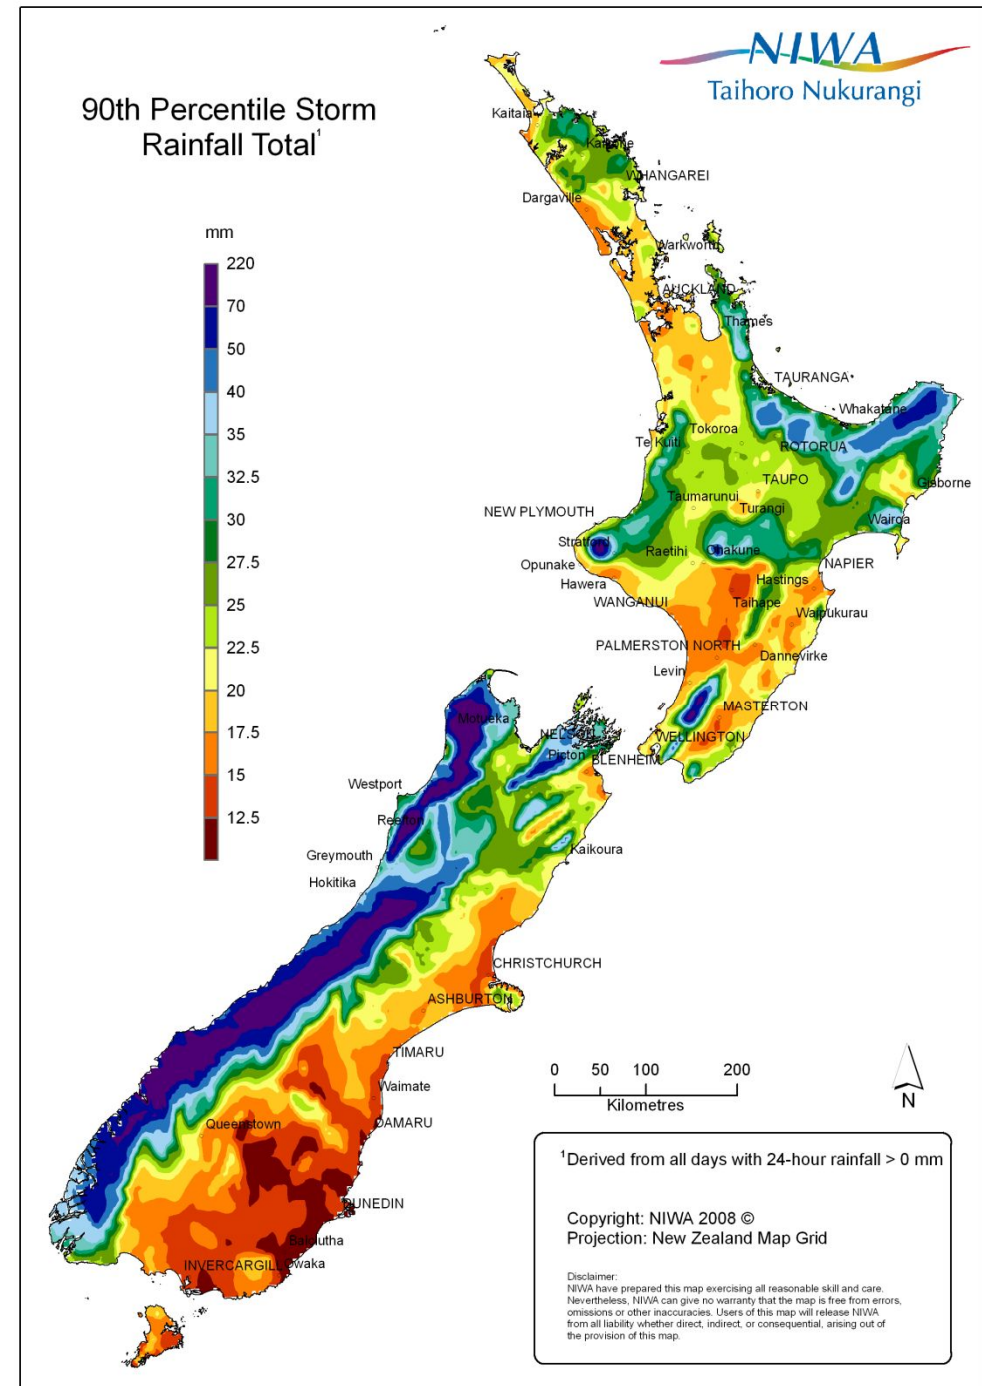 NIWA
Taihoro Nukurangi
90th Percentile Storm
Rainfall Total¹
mm
220
70
50
40
35
32.5
30
27.5
25
22.5
20
17.5
15
12.5
Kaitaia
Kaikohe
WHANGAREI
Dargaville
Warkworth
AUCKLAND
Thames
TAURANGA
Whakatane
Tokoroa
Te Kuiti
ROTORUA
TAUPO
Gisborne
Taumarunui
Turangi
NEW PLYMOUTH
Wairoa
Stratford
Raetihi
Ohakune
Opunake
NAPIER
Hawera
Hastings
WANGANUI
Taihape
Waipukurau
PALMERSTON NORTH
Dannevirke
Levin
MASTERTON
Motueka
NELSON
WELLINGTON
Picton
BLENHEIM
Westport
Reefton
Kaikoura
Greymouth
Hokitika
CHRISTCHURCH
ASHBURTON
TIMARU
Waimate
OAMARU
Queenstown
DUNEDIN
Balclutha
INVERCARGILL
Owaka
0 50 100 200
Kilometres
N
¹Derived from all days with 24-hour rainfall > 0 mm
Copyright: NIWA 2008 ©
Projection: New Zealand Map Grid
Disclaimer:
NIWA have prepared this map exercising all reasonable skill and care.
Nevertheless, NIWA can give no warranty that the map is free from errors,
omissions or other inaccuracies. Users of this map will release NIWA
from all liability whether direct, indirect, or consequential, arising out of
the provision of this map.